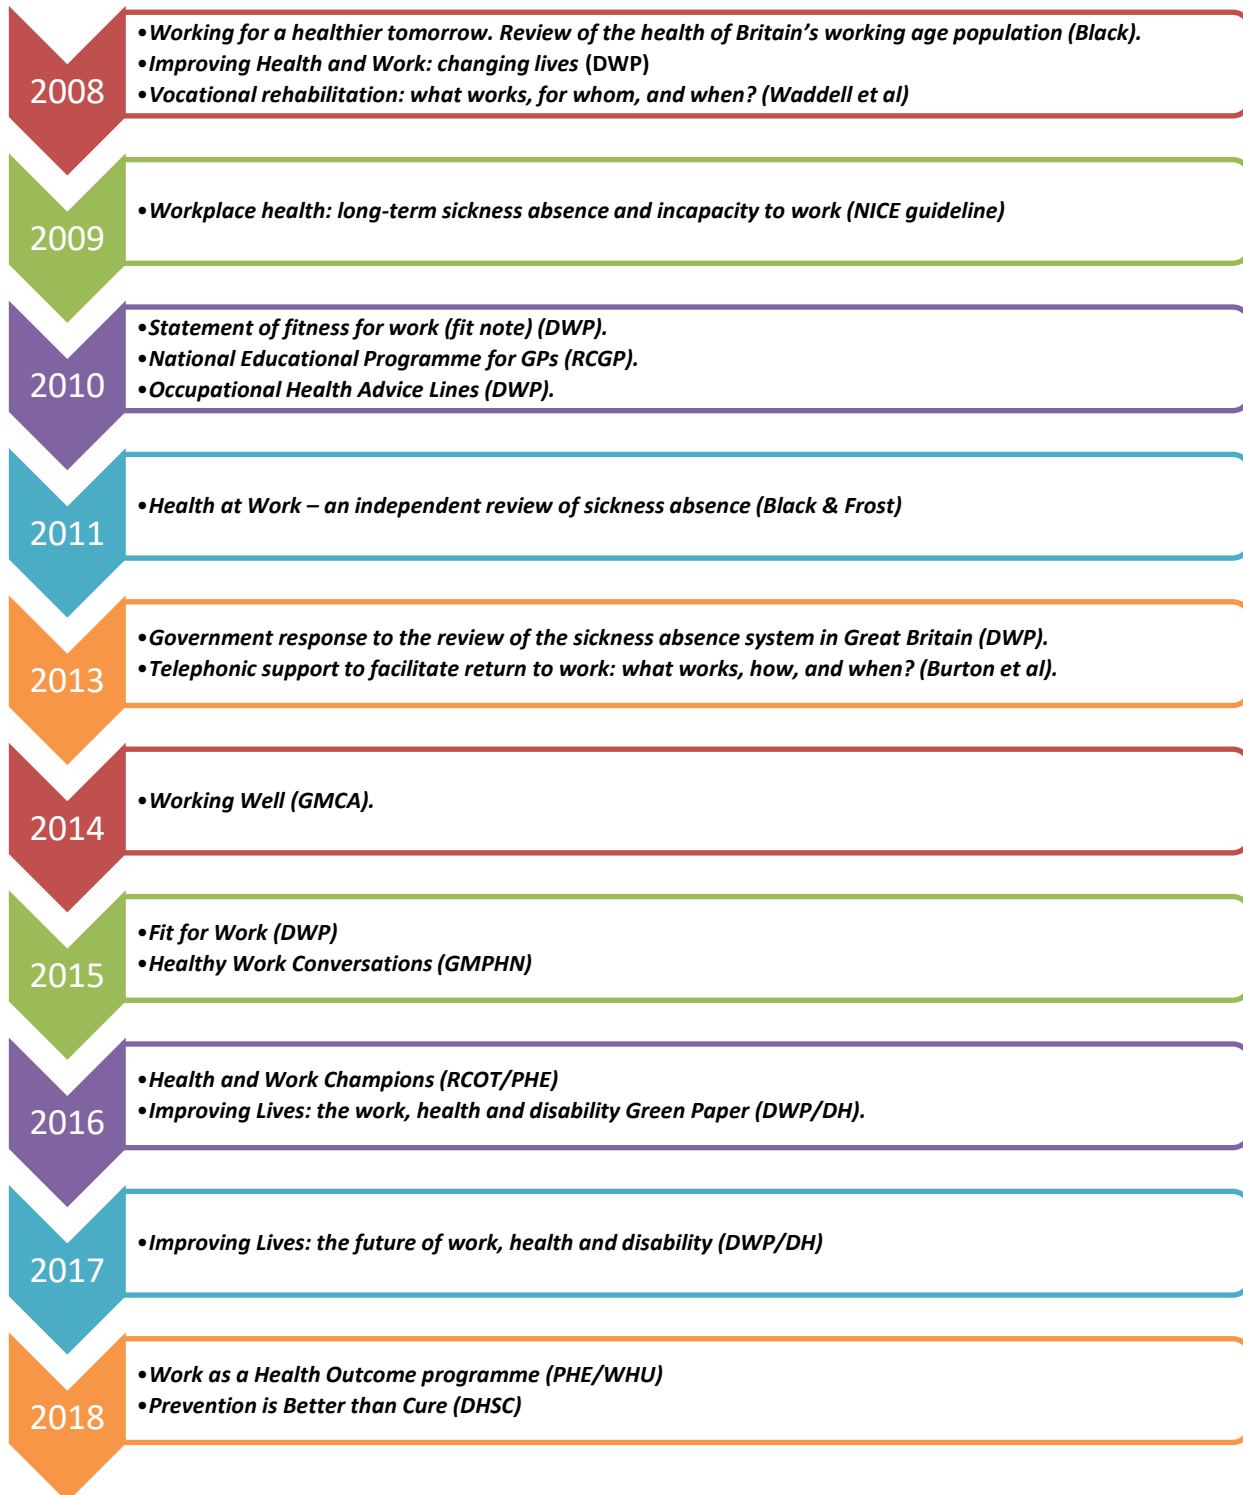 2008
•Working for a healthier tomorrow. Review of the health of Britain’s working age population (Black).
•Improving Health and Work: changing lives (DWP)
•Vocational rehabilitation: what works, for whom, and when? (Waddell et al)
2009
•Workplace health: long-term sickness absence and incapacity to work (NICE guideline)
2010
•Statement of fitness for work (fit note) (DWP).
•National Educational Programme for GPs (RCGP).
•Occupational Health Advice Lines (DWP).
2011
•Health at Work – an independent review of sickness absence (Black & Frost)
2013
•Government response to the review of the sickness absence system in Great Britain (DWP).
•Telephonic support to facilitate return to work: what works, how, and when? (Burton et al).
2014
•Working Well (GMCA).
2015
•Fit for Work (DWP)
•Healthy Work Conversations (GMPHN)
2016
•Health and Work Champions (RCOT/PHE)
•Improving Lives: the work, health and disability Green Paper (DWP/DH).
2017
•Improving Lives: the future of work, health and disability (DWP/DH)
2018
•Work as a Health Outcome programme (PHE/WHU)
•Prevention is Better than Cure (DHSC)